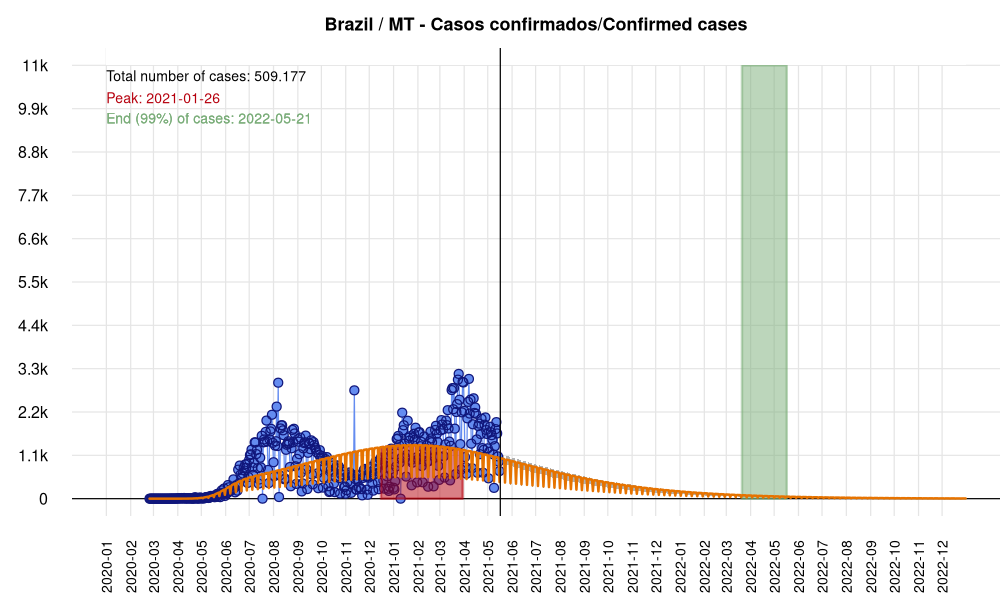 Brazil / MT - Casos confirmados/Confirmed cases
Total number of cases: 509.177
Peak: 2021-01-26
End (99%) of cases: 2022-05-21
11k
9.9k
8.8k
7.7k
6.6k
5.5k
4.4k
3.3k
2.2k
1.1k
0
2020-01
2020-02
2020-03
2020-04
2020-05
2020-06
2020-07
2020-08
2020-09
2020-10
2020-11
2020-12
2021-01
2021-02
2021-03
2021-04
2021-05
2021-06
2021-07
2021-08
2021-09
2021-10
2021-11
2021-12
2022-01
2022-02
2022-03
2022-04
2022-05
2022-06
2022-07
2022-08
2022-09
2022-10
2022-11
2022-12